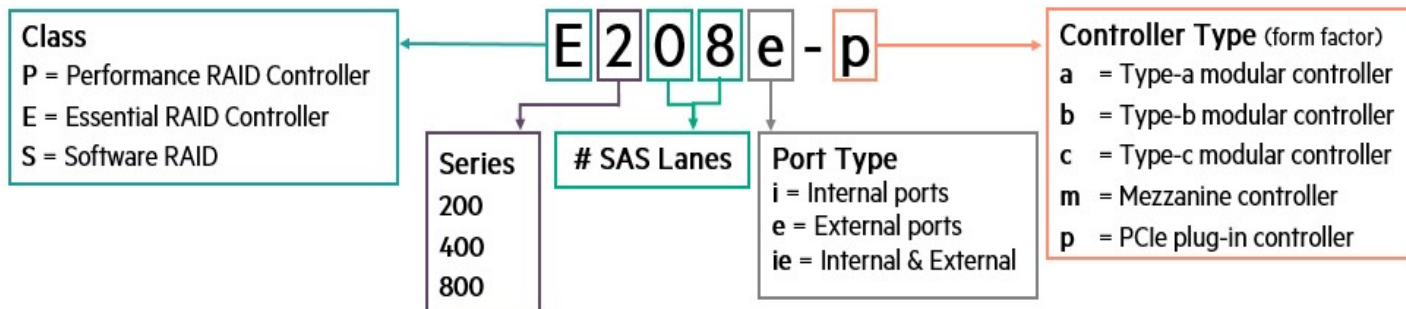 E208e-p
Class
P = Performance RAID Controller
E = Essential RAID Controller
S = Software RAID
Series
200
400
800
# SAS Lanes
Port Type
i = Internal ports
e = External ports
ie = Internal & External
Controller Type (form factor)
a = Type-a modular controller
b = Type-b modular controller
c = Type-c modular controller
m = Mezzanine controller
p = PCIe plug-in controller